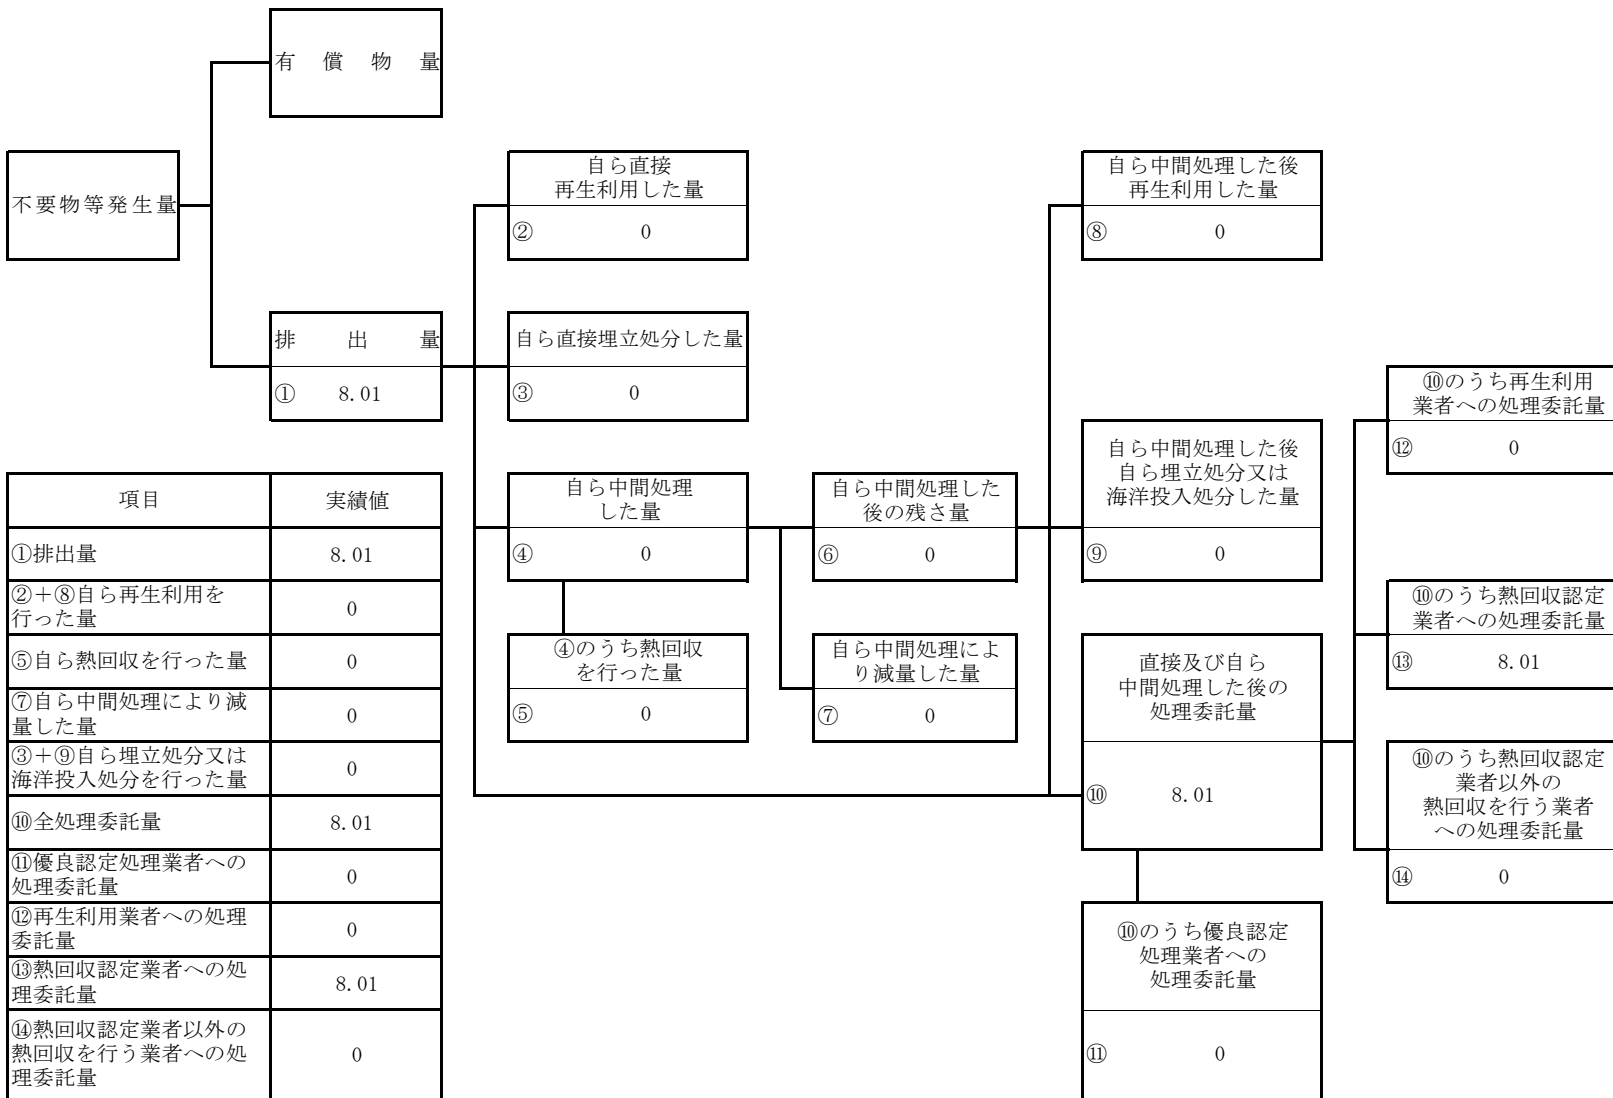 有償物量
不要物等発生量
排出量
① 8.01
自ら直接
再生利用した量
② 0
自ら直接埋立処分した量
③ 0
自ら中間処理
した量
④ 0
④のうち熱回収
を行った量
⑤ 0
自ら中間処理した
後の残さ量
⑥ 0
自ら中間処理によ
り減量した量
⑦ 0
自ら中間処理した後
再生利用した量
⑧ 0
自ら中間処理した後
自ら埋立処分又は
海洋投入処分した量
⑨ 0
直接及び自ら
中間処理した後の
処理委託量
⑩ 8.01
⑩のうち優良認定
処理業者への
処理委託量
⑪ 0
⑩のうち再生利用
業者への処理委託量
⑫ 0
⑩のうち熱回収認定
業者への処理委託量
⑬ 8.01
⑩のうち熱回収認定
業者以外の
熱回収を行う業者
への処理委託量
⑭ 0
項目 実績値
①排出量 8.01
②＋⑧自ら再生利用を
行った量 0
⑤自ら熱回収を行った量 0
⑦自ら中間処理により減
量した量 0
③＋⑨自ら埋立処分又は
海洋投入処分を行った量 0
⑩全処理委託量 8.01
⑪優良認定処理業者への
処理委託量 0
⑫再生利用業者への処理
委託量 0
⑬熱回収認定業者への処
理委託量 8.01
⑭熱回収認定業者以外の
熱回収を行う業者への処
理委託量 0